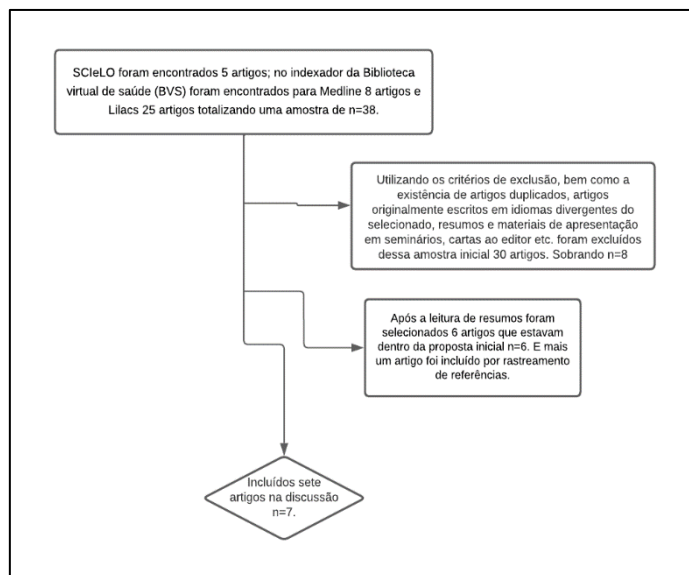 SCIeLO foram encontrados 5 artigos; no indexador da Biblioteca
virtual de saúde (BVS) foram encontrados para Medline 8 artigos e
Lilacs 25 artigos totalizando uma amostra de n=38.
Utilizando os critérios de exclusão, bem como a
existência de artigos duplicados, artigos
originalmente escritos em idiomas divergentes do
selecionado, resumos e materiais de apresentação
em seminários, cartas ao editor etc. foram excluídos
dessa amostra inicial 30 artigos. Sobrando n=8
Após a leitura de resumos foram
selecionados 6 artigos que estavam
dentro da proposta inicial n=6. E mais
um artigo foi incluído por rastreamento
de referências.
Incluídos sete
artigos na discussão
n=7.